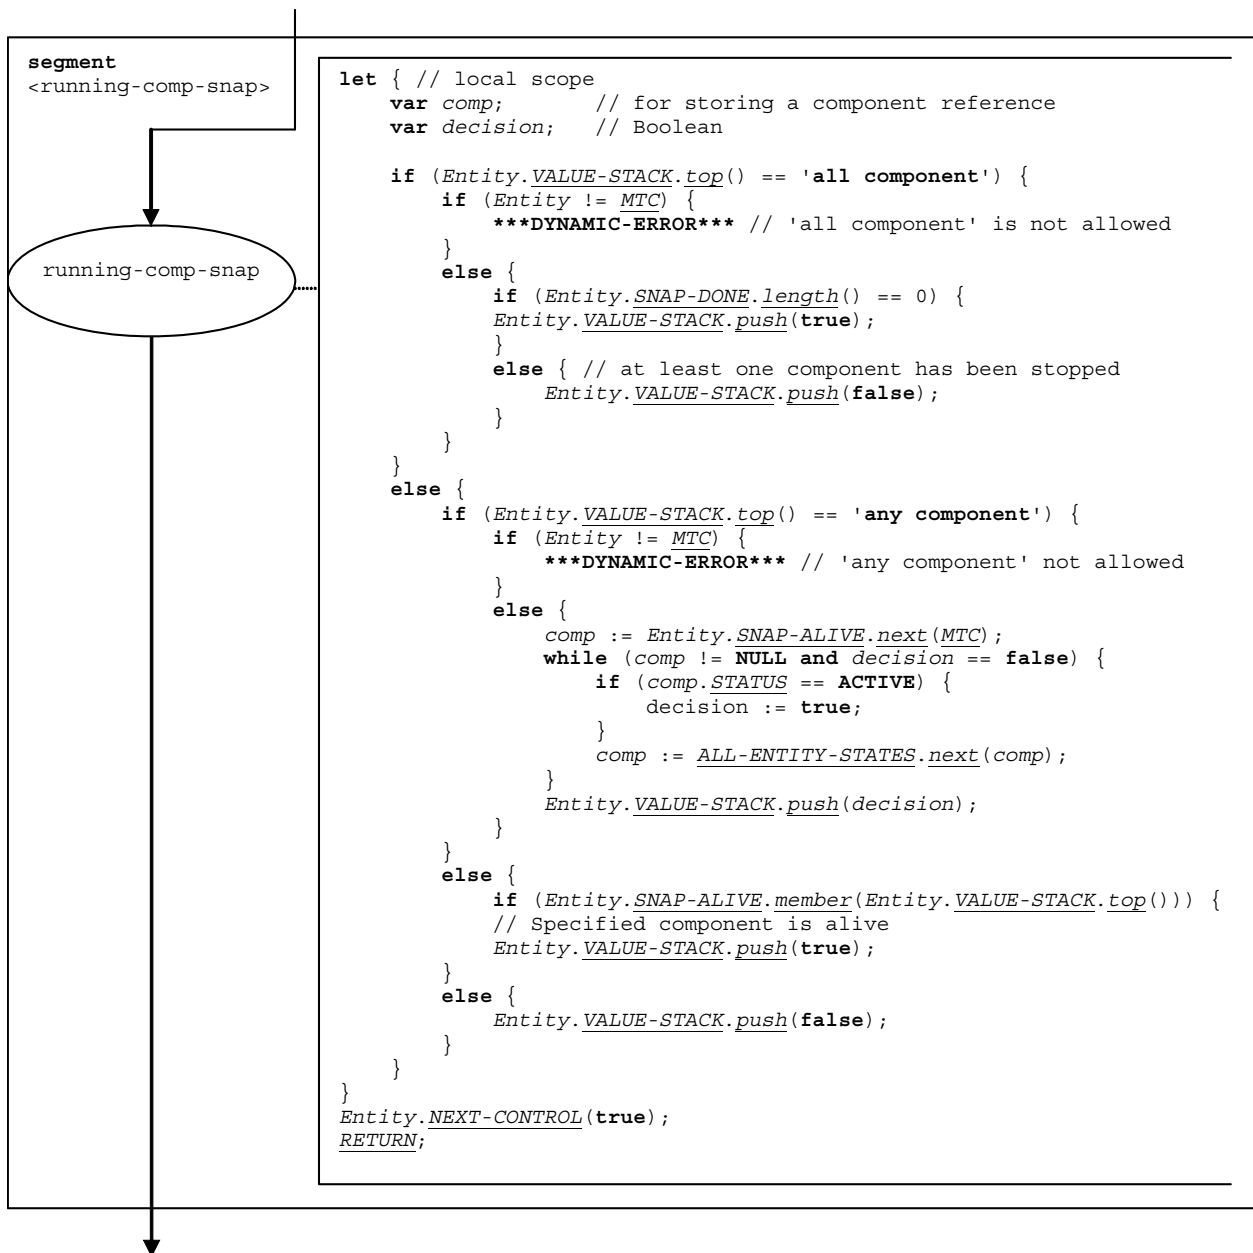 segment
<running-comp-snap>
running-comp-snap
let { // local scope
    var comp;       // for storing a component reference
    var decision;   // Boolean
    if (Entity.VALUE-STACK.top() == 'all component') {
        if (Entity != MTC) {
            ***DYNAMIC-ERROR*** // 'all component' is not allowed
        }
        else {
            if (Entity.SNAP-DONE.length() == 0) {
            Entity.VALUE-STACK.push(true);
            }
            else { // at least one component has been stopped
                Entity.VALUE-STACK.push(false);
            }
        }
    }
    else {
        if (Entity.VALUE-STACK.top() == 'any component') {
            if (Entity != MTC) {
                ***DYNAMIC-ERROR*** // 'any component' not allowed
            }
            else {
                comp := Entity.SNAP-ALIVE.next(MTC);
                while (comp != NULL and decision == false) {
                    if (comp.STATUS == ACTIVE) {
                        decision := true;
                    }
                    comp := ALL-ENTITY-STATES.next(comp);
                }
                Entity.VALUE-STACK.push(decision);
            }
        }
        else {
            if (Entity.SNAP-ALIVE.member(Entity.VALUE-STACK.top())) {
            // Specified component is alive
            Entity.VALUE-STACK.push(true);
        }
        else {
            Entity.VALUE-STACK.push(false);
        }
    }
}
Entity.NEXT-CONTROL(true);
RETURN;